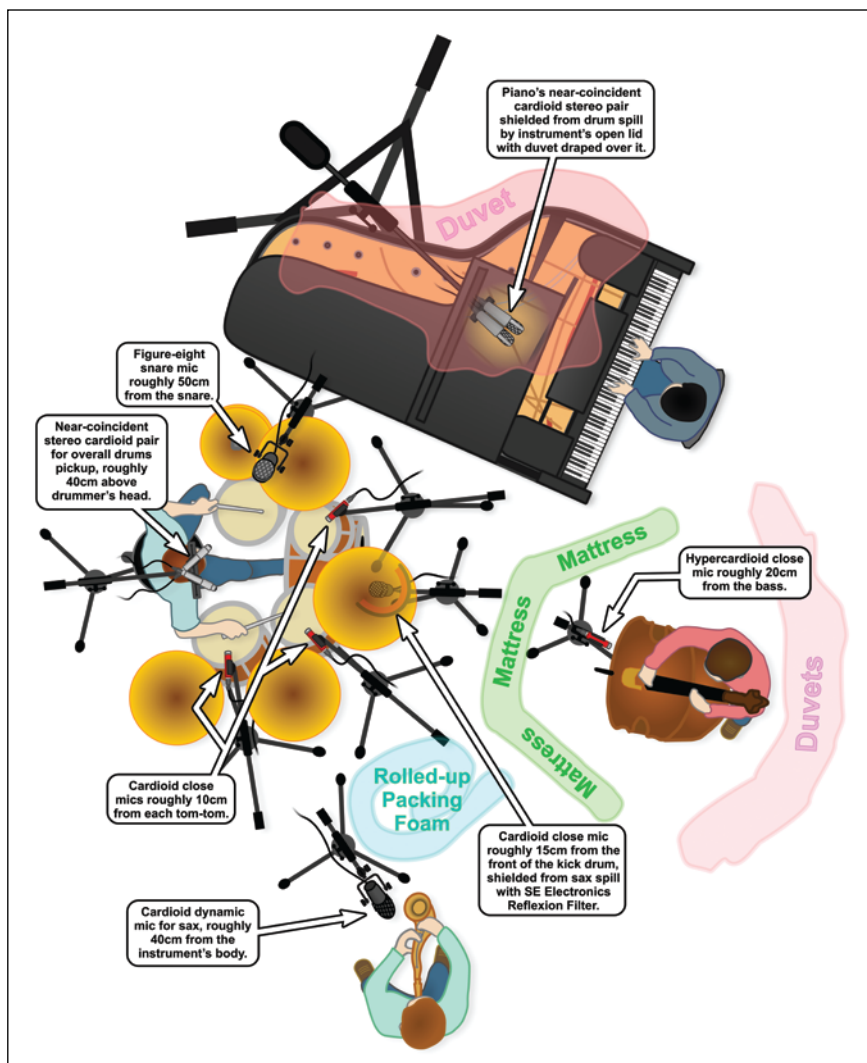 Piano's near-coincident
cardioid stereo pair
shielded from drum spill
by instrument's open lid
with duvet draped over it.
Duvet
Figure-eight
snare mic
roughly 50cm
from the snare.
Near-coincident
stereo cardioid pair
for overall drums
pickup, roughly
40cm above
drummer's head.
Mattress
Mattress
Mattress
Hypercardioid close
mic roughly 20cm
from the bass.
Duvets
Rolled-up
Packing
Foam
Cardioid close
mics roughly 10cm
from each tom-tom.
Cardioid close mic
roughly 15cm from the
front of the kick drum,
shielded from sax spill
with SE Electronics
Reflexion Filter.
Cardioid dynamic
mic for sax, roughly
40cm from the
instrument's body.